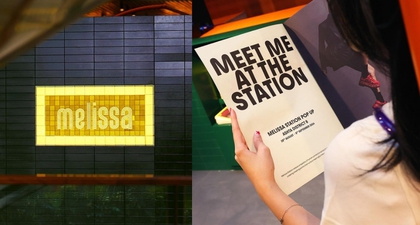 melissa
MEET ME
AT THE
STATION
MELISSA STATION POP UP